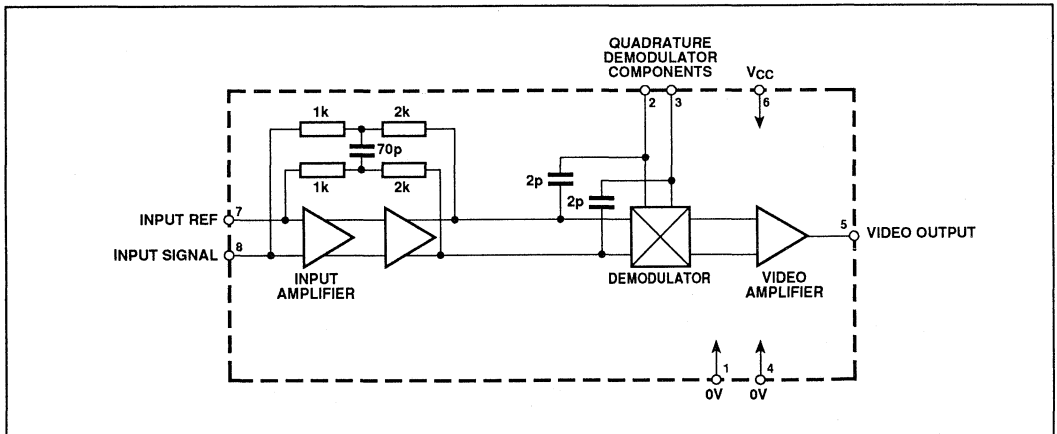 QUADRATURE
DEMODULATOR
COMPONENTS
VCC
2 3 6
1k 2k
70p
1k 2k
2p
2p
INPUT REF 7
INPUT SIGNAL 8
5 VIDEO OUTPUT
INPUT
AMPLIFIER
DEMODULATOR
VIDEO
AMPLIFIER
1 4
0V 0V